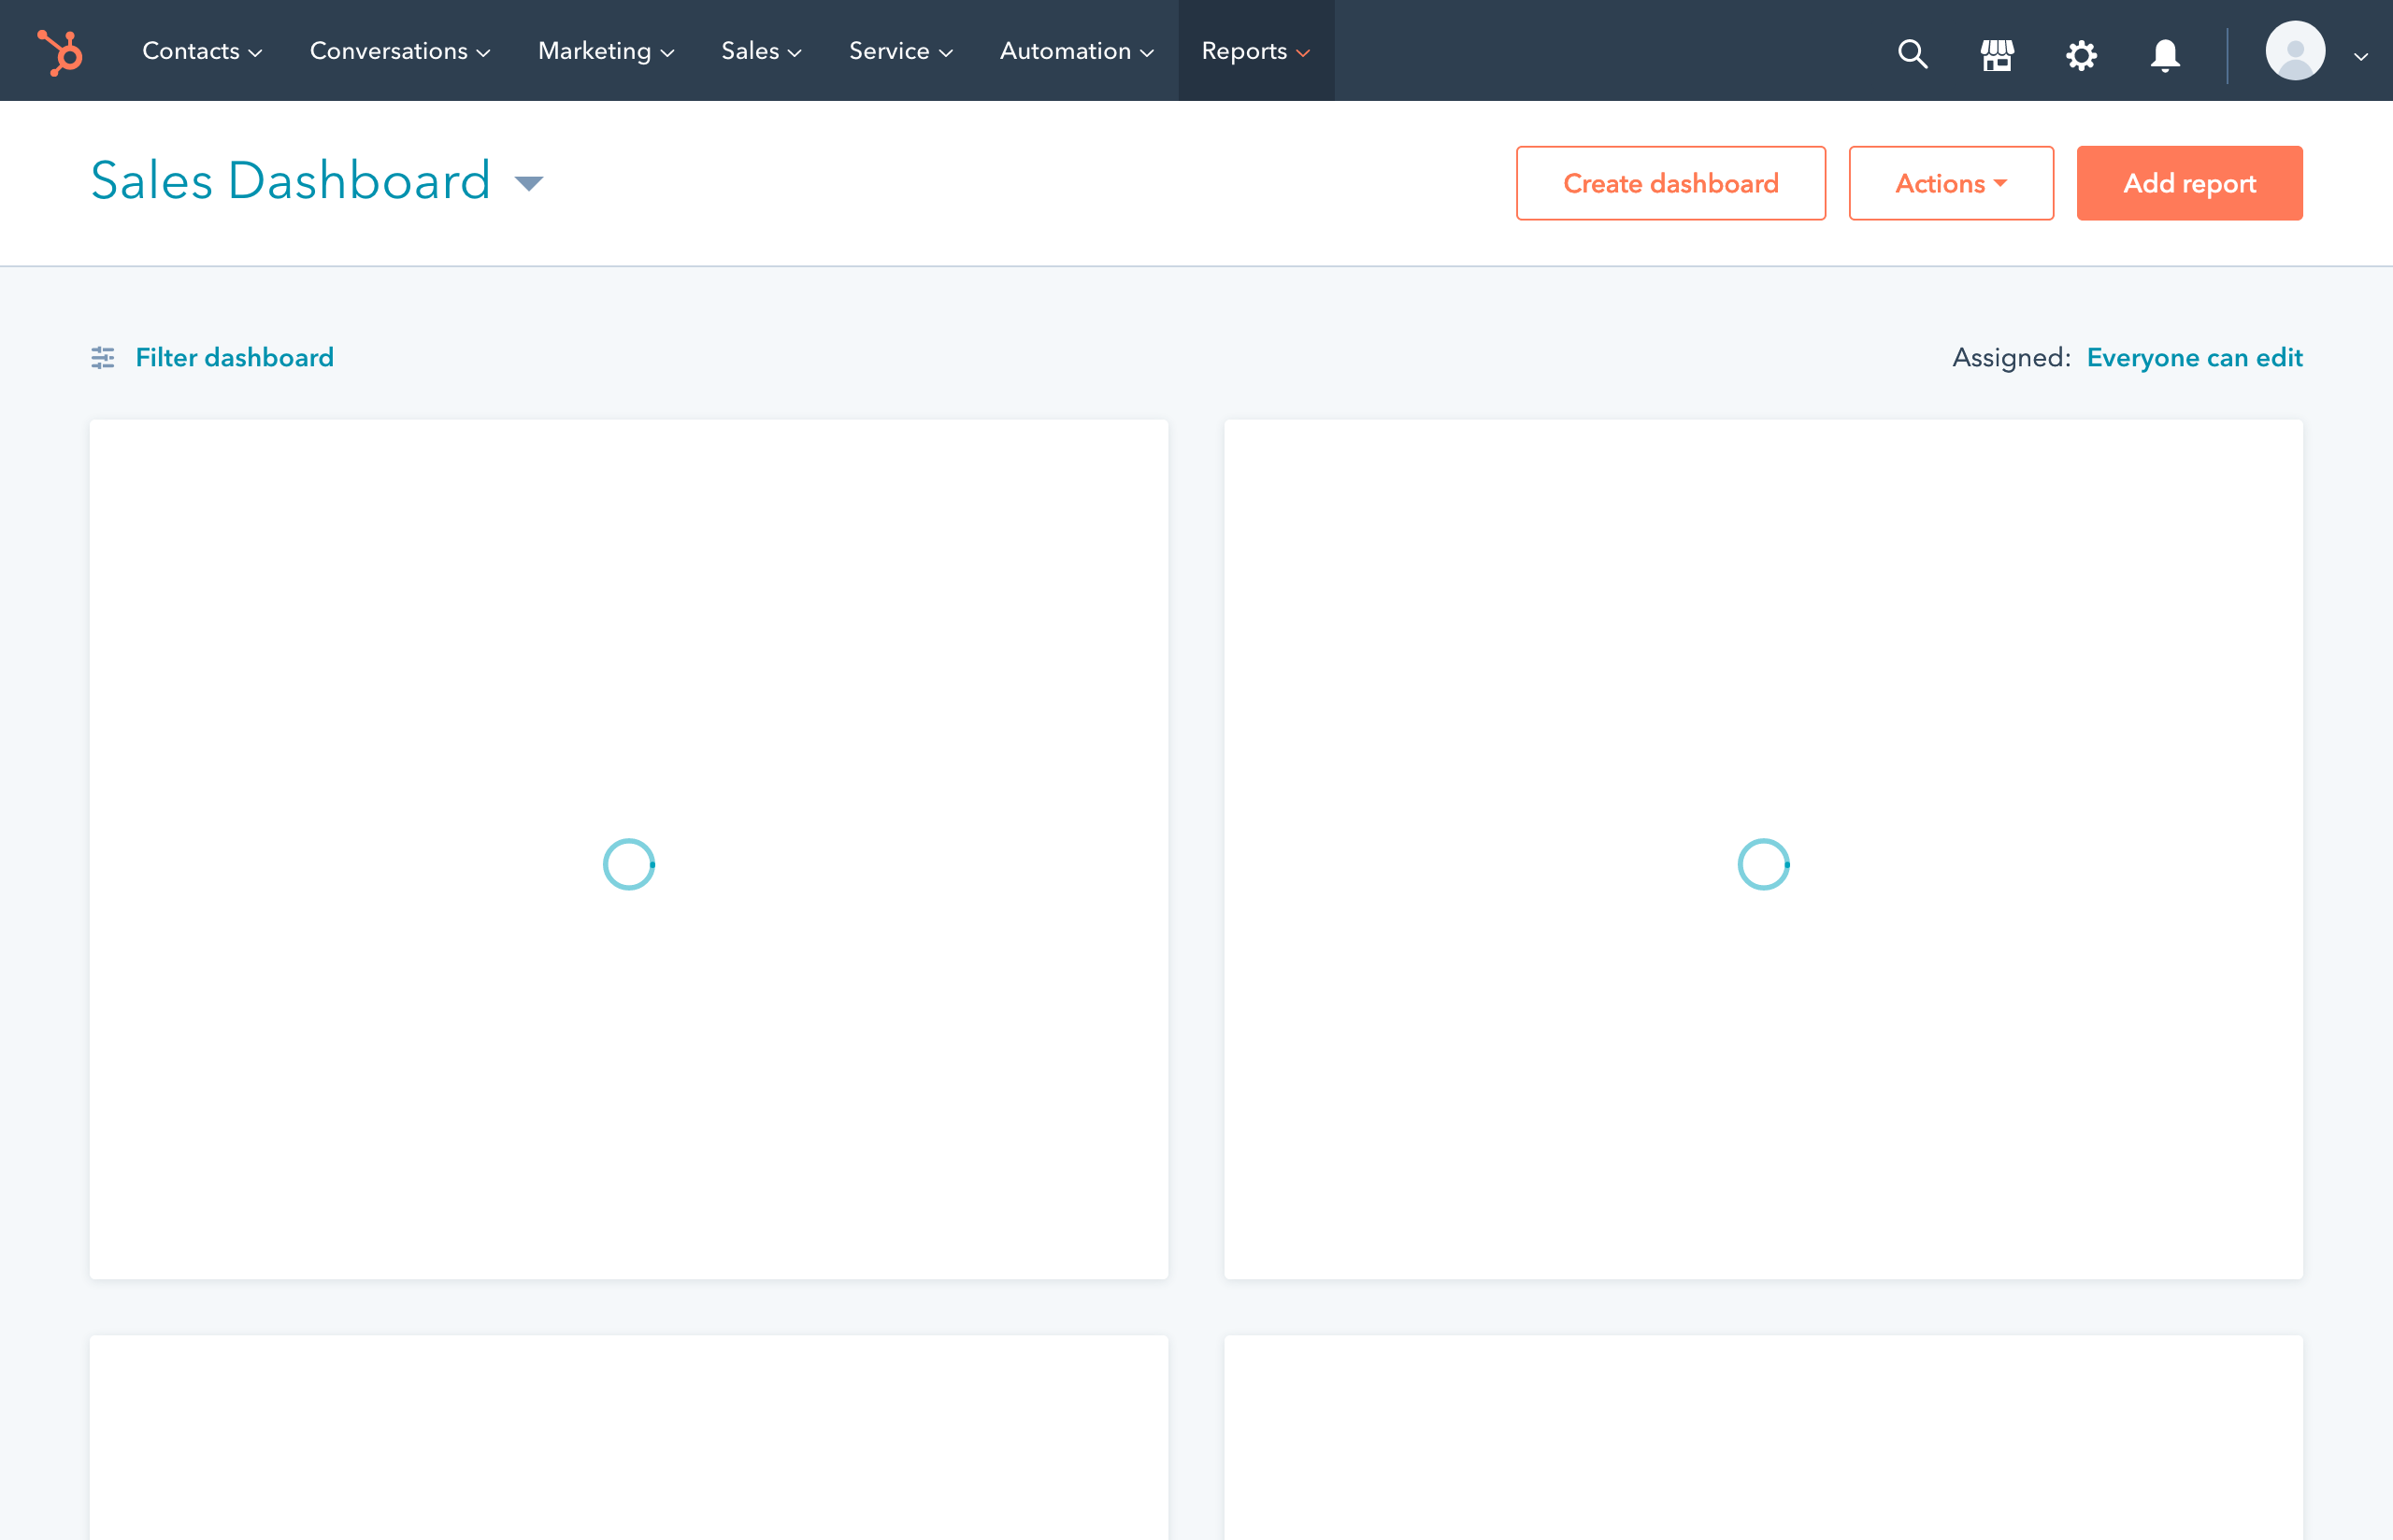 Contacts Conversations Marketing Sales Service Automation Reports
Sales Dashboard
Create dashboard Actions Add report
Filter dashboard
Assigned: Everyone can edit